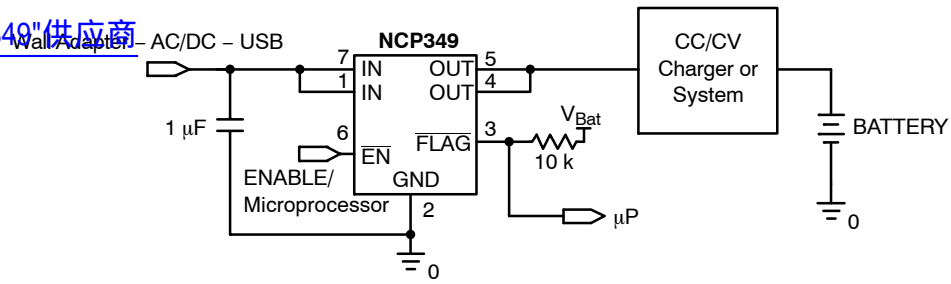 49"供应商
Wall Adapter – AC/DC – USB
NCP349
CC/CV
Charger or
System
7
IN
OUT
5
1
IN
OUT
4
1 μF
6
EN
FLAG
3
V_Bat
10 k
BATTERY
ENABLE/
Microprocessor
GND
2
μP
0
0